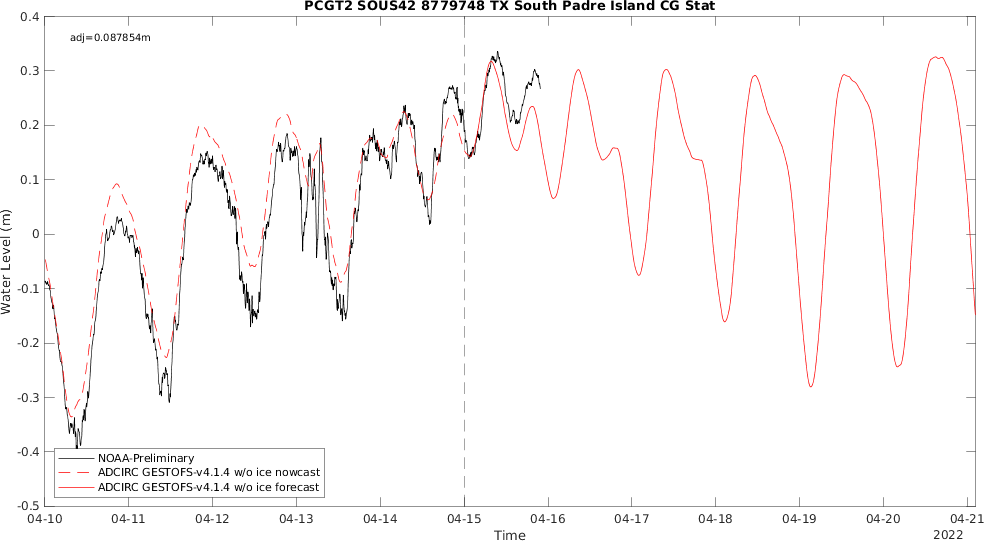 PCGT2 SOUS42 8779748 TX South Padre Island CG Stat
adj=0.087854m
0.4
0.3
0.2
0.1
0
-0.1
-0.2
-0.3
-0.4
-0.5
Water Level (m)
NOAA-Preliminary
ADCIRC GESTOFS-v4.1.4 w/o ice nowcast
ADCIRC GESTOFS-v4.1.4 w/o ice forecast
04-10 04-11 04-12 04-13 04-14 04-15 04-16 04-17 04-18 04-19 04-20 04-21
Time
2022